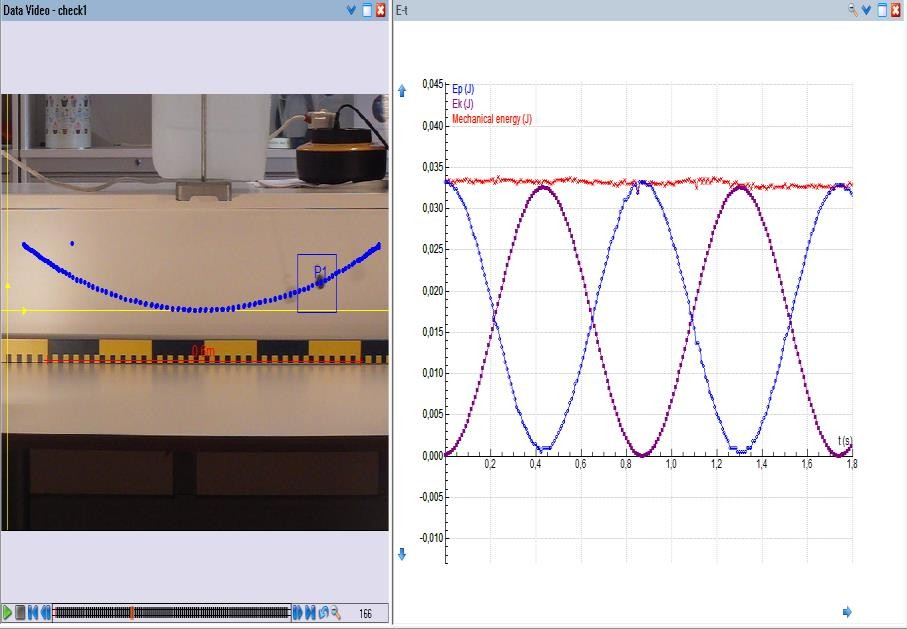 Data Video - check1
P1
0,6m
166
E-t
0,045
Ep (J)
Ek (J)
Mechanical energy (J)
0,040
0,035
0,030
0,025
0,020
0,015
0,010
0,005
0,000
-0,005
-0,010
t (s)
0,2 0,4 0,6 0,8 1,0 1,2 1,4 1,6 1,8